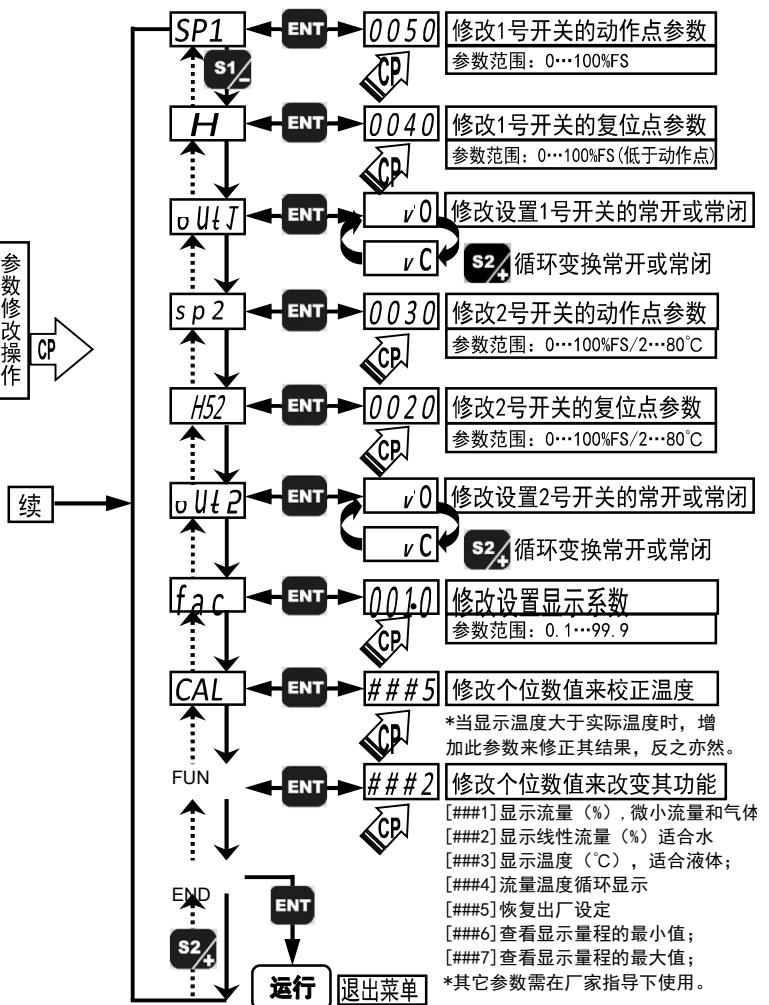 SP1 ENT 0050 修改1号开关的动作点参数
参数范围：0…100%FS
S1/- CP
H ENT 0040 修改1号开关的复位点参数
参数范围：0…100%FS(低于动作点)
CP
out1 ENT vO 修改设置1号开关的常开或常闭
vC S2/+ 循环变换常开或常闭
sp2 ENT 0030 修改2号开关的动作点参数
参数范围：0…100%FS/2…80℃
CP
参数修改操作 CP
HS2 ENT 0020 修改2号开关的复位点参数
参数范围：0…100%FS/2…80℃
CP
续
out2 ENT vO 修改设置2号开关的常开或常闭
vC S2/+ 循环变换常开或常闭
fac ENT 001.0 修改设置显示系数
参数范围：0.1…99.9
CP
CAL ENT ###5 修改个位数值来校正温度
*当显示温度大于实际温度时，增
加此参数来修正其结果，反之亦然。
CP
FUN ENT ###2 修改个位数值来改变其功能
CP
[###1]显示流量（%）,微小流量和气体
[###2]显示线性流量（%）适合水
[###3]显示温度（℃），适合液体；
[###4]流量温度循环显示
[###5]恢复出厂设定
[###6]查看显示量程的最小值；
[###7]查看显示量程的最大值；
*其它参数需在厂家指导下使用。
END ENT
S2/+
运行 退出菜单